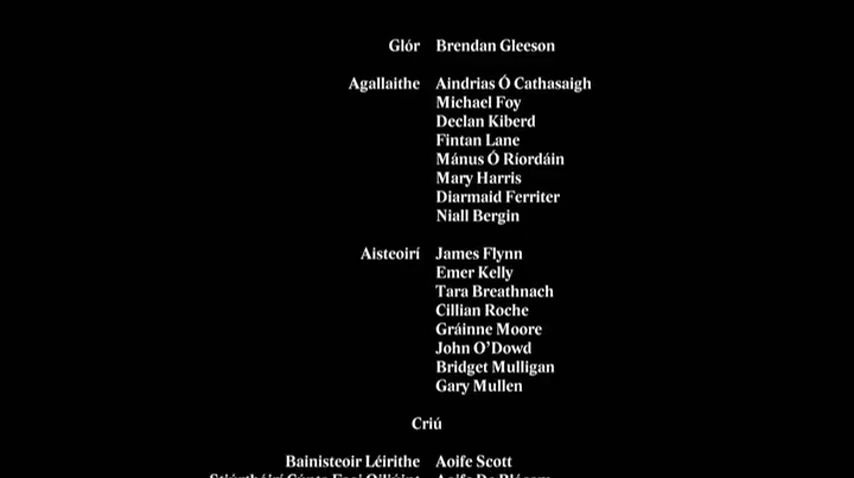 Glór Brendan Gleeson
Agallaithe Aindrias Ó Cathasaigh
Michael Foy
Declan Kiberd
Fintan Lane
Mánus Ó Ríordáin
Mary Harris
Diarmaid Ferriter
Niall Bergin
Aisteoirí James Flynn
Emer Kelly
Tara Breathnach
Cillian Roche
Gráinne Moore
John O’Dowd
Bridget Mulligan
Gary Mullen
Criú
Bainisteoir Léirithe Aoife Scott